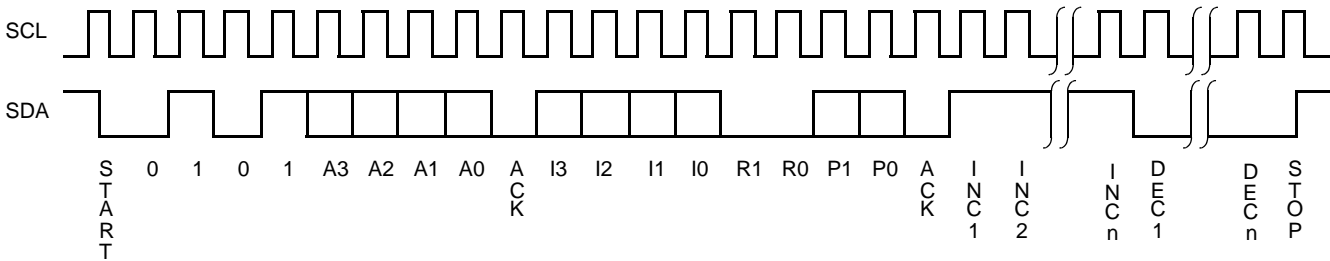 SCL
SDA
START 0 1 0 1 A3 A2 A1 A0 ACK I3 I2 I1 I0 R1 R0 P1 P0 ACK INC1 INC2 INCn DEC1 DECn STOP